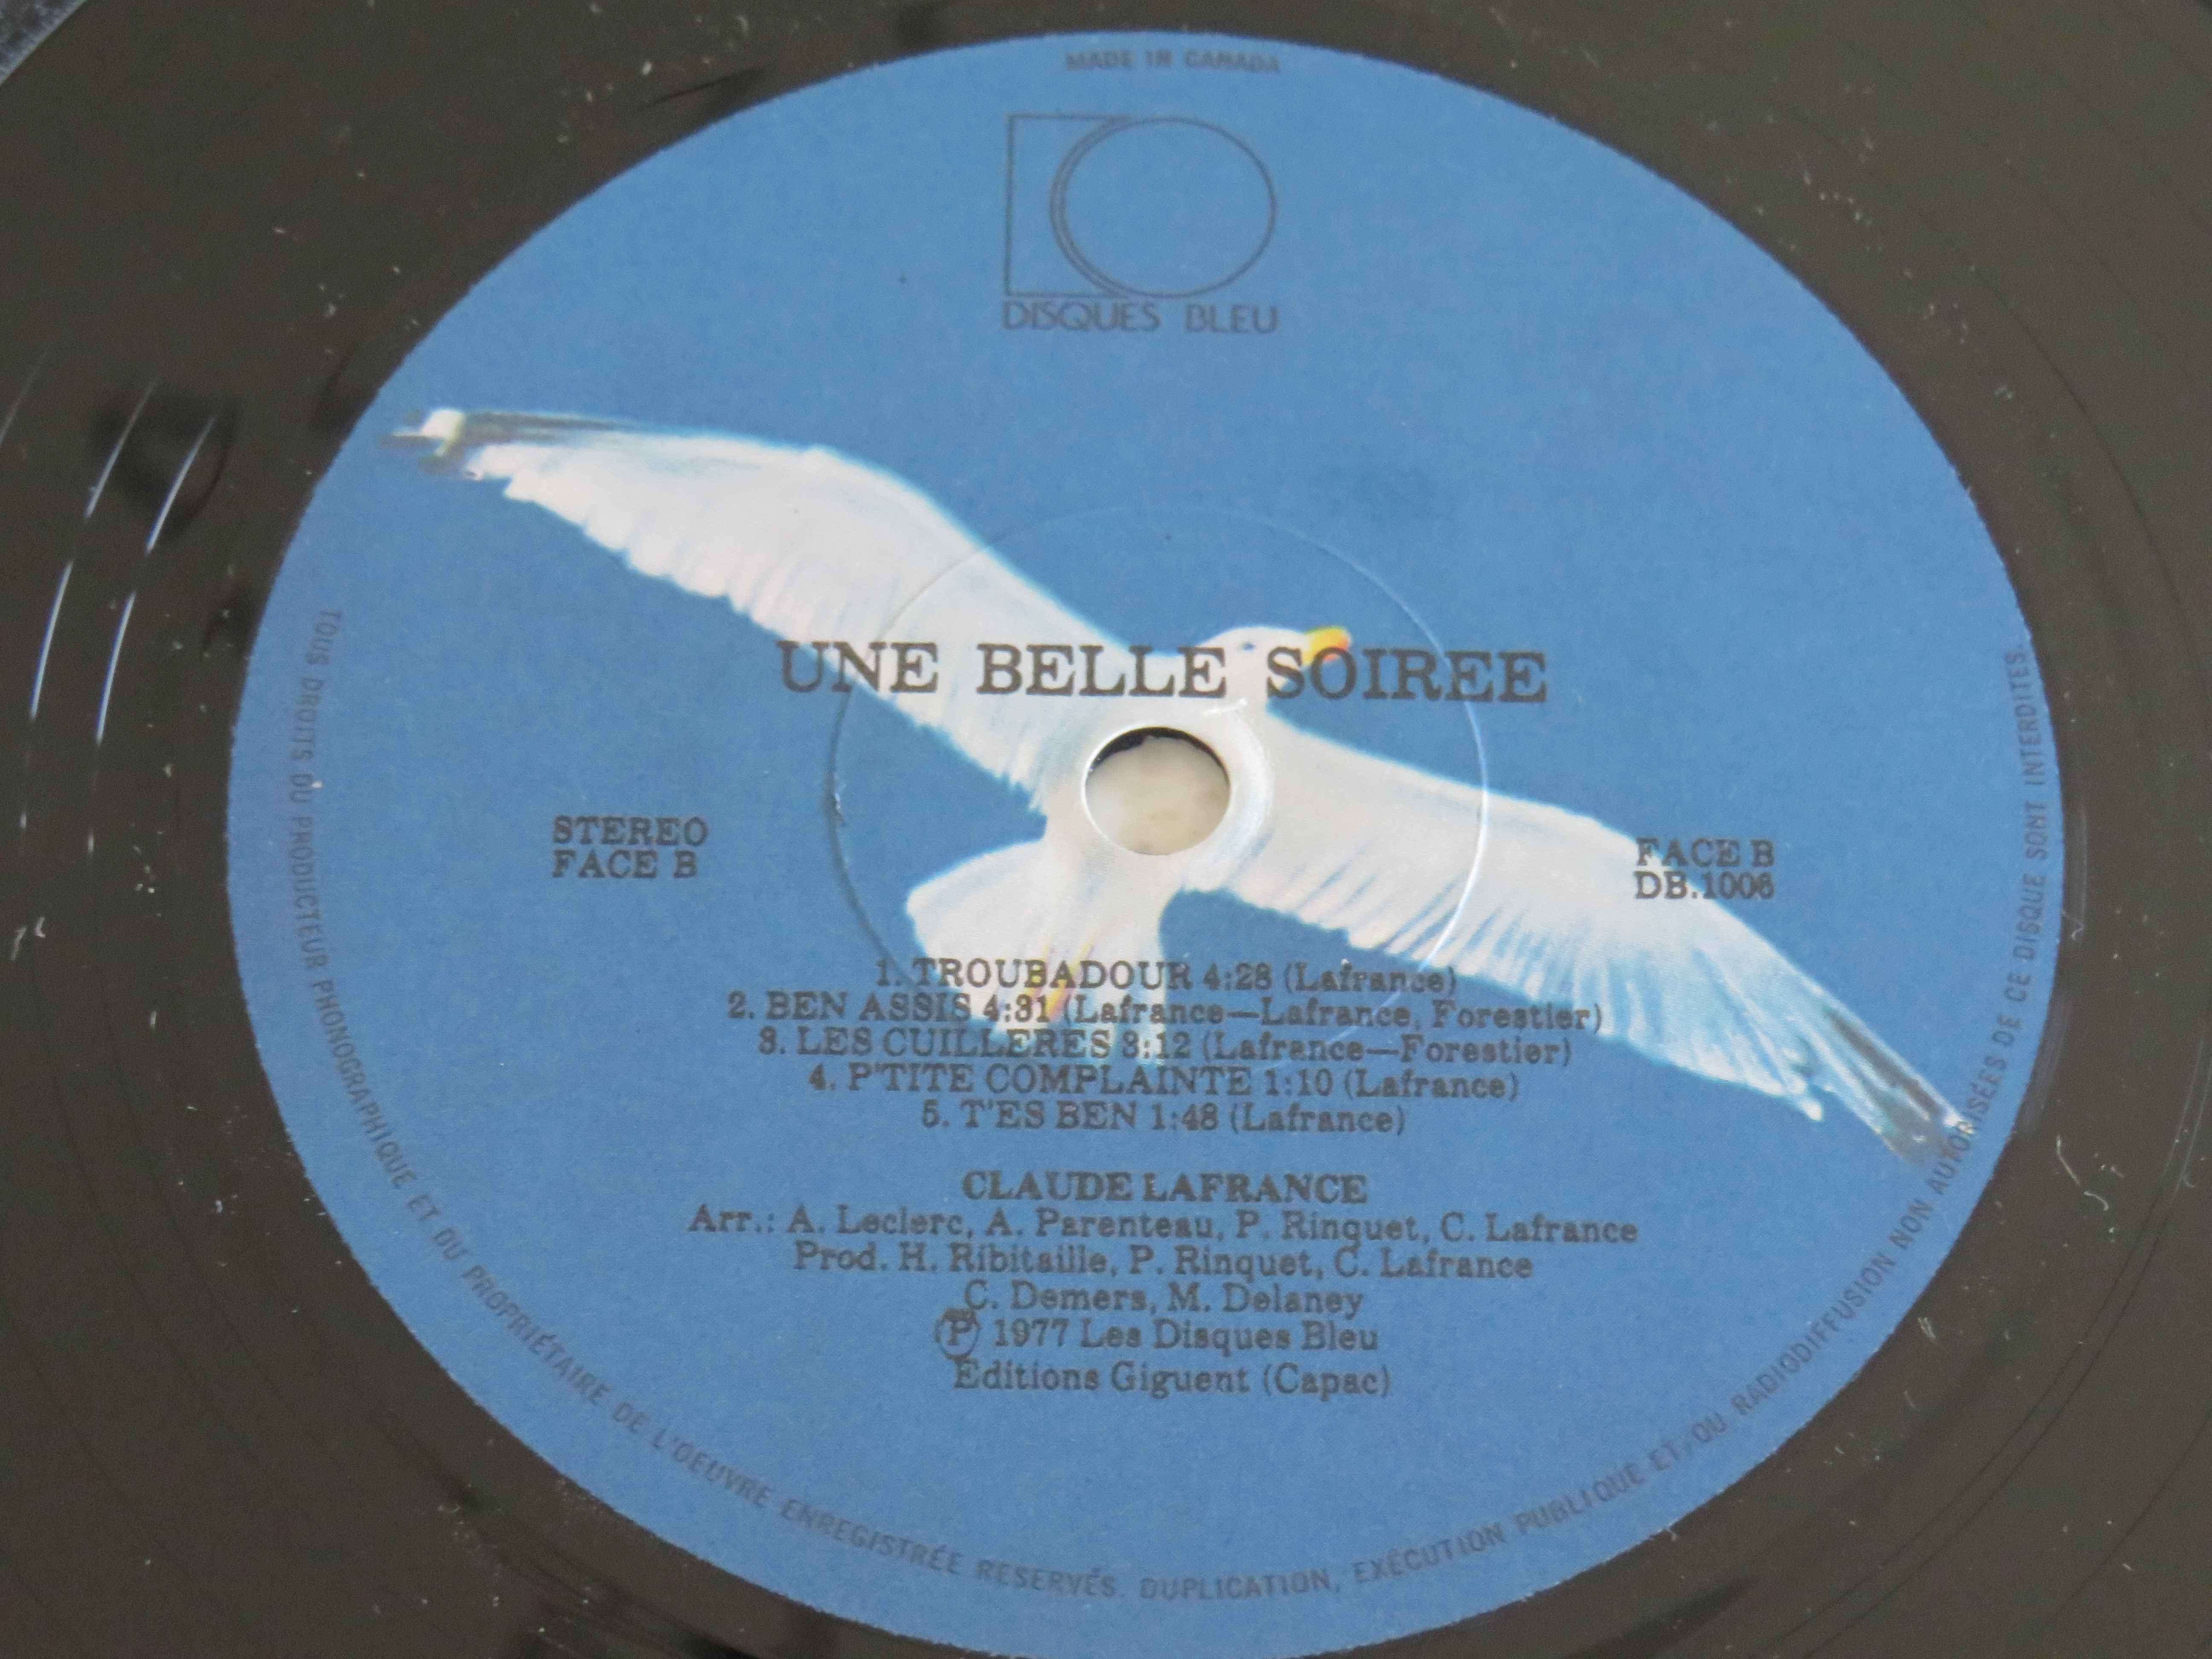 MADE IN CANADA
DISQUES BLEU
UNE BELLE SOIREE
STEREO
FACE B
FACE B
DB.1006
1. TROUBADOUR 4:28 (Lafrance)
2. BEN ASSIS 4:31 (Lafrance—Lafrance, Forestier)
3. LES CUILLERES 3:12 (Lafrance—Forestier)
4. P'TITE COMPLAINTE 1:10 (Lafrance)
5. T'ES BEN 1:48 (Lafrance)
CLAUDE LAFRANCE
Arr.: A. Leclerc, A. Parenteau, P. Rinquet, C. Lafrance
Prod. H. Ribitaille, P. Rinquet, C. Lafrance
C. Demers, M. Delaney
Ⓟ 1977 Les Disques Bleu
Editions Giguent (Capac)
TOUS DROITS DU PRODUCTEUR PHONOGRAPHIQUE ET DU PROPRIÉTAIRE DE L'OEUVRE ENREGISTRÉE RESERVÉS. DUPLICATION, EXÉCUTION PUBLIQUE ET/OU RADIODIFFUSION NON AUTORISÉES DE CE DISQUE SONT INTERDITES.